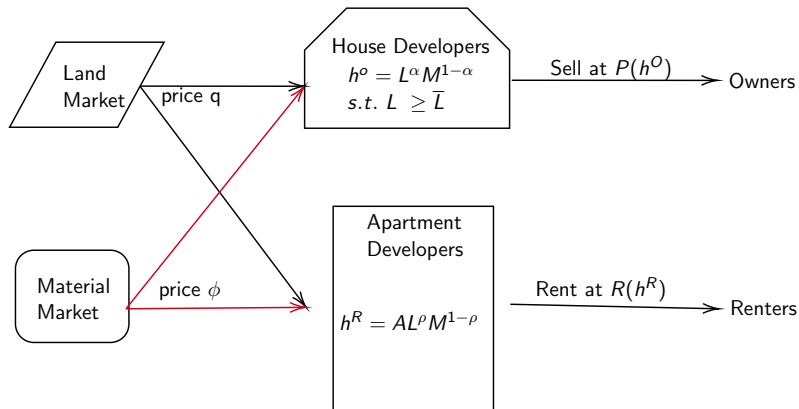 Land
Market
price q
House Developers
h^o = L^α M^{1−α}
s.t. L ≥ L̅
Sell at P(h^O)
Owners
Material
Market
price ϕ
Apartment
Developers
h^R = AL^ρ M^{1−ρ}
Rent at R(h^R)
Renters